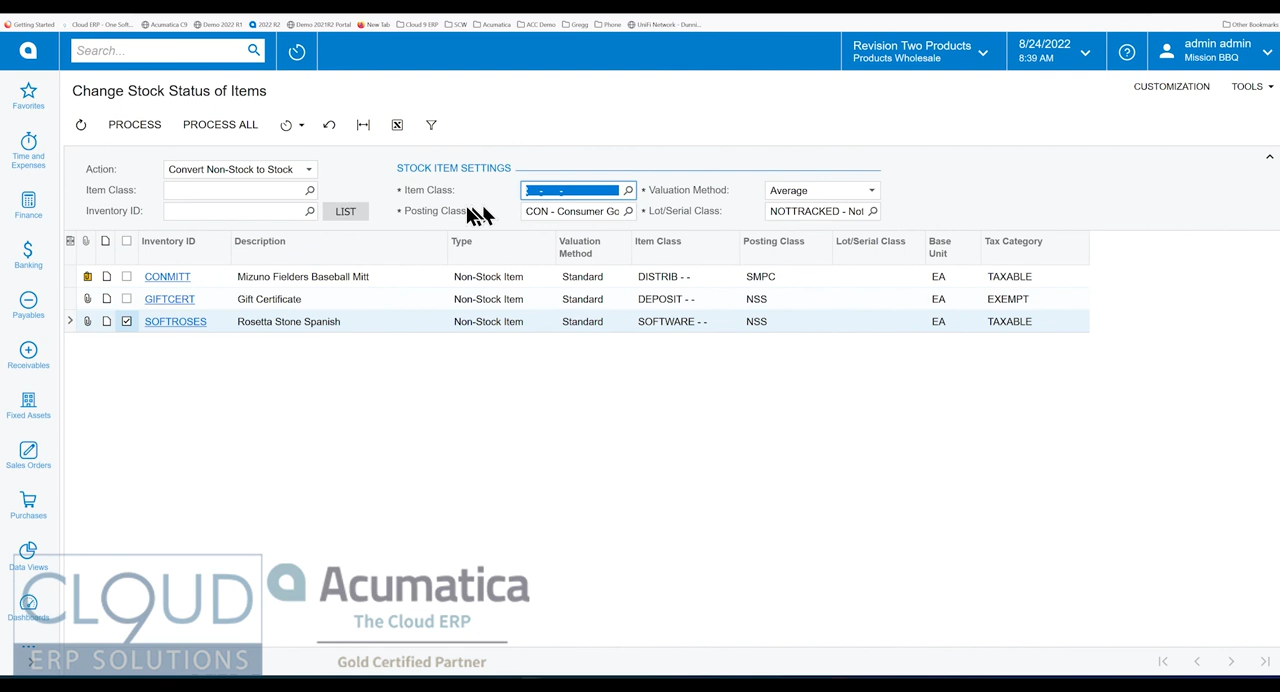 Getting Started
Cloud ERP - One Soft...
Acumatica C9
Demo 2022 R1
2022 R2
Demo 2021R2 Portal
New Tab
Cloud 9 ERP
SCW
Acumatica
ACC Demo
Gregg
Phone
UniFi Network - Dunni...
Other Bookmarks
Search...
Revision Two Products
Products Wholesale
8/24/2022
8:39 AM
admin admin
Mission BBQ
Favorites
Time and
Expenses
Finance
Banking
Payables
Receivables
Fixed Assets
Sales Orders
Purchases
Data Views
Dashboards
Change Stock Status of Items
CUSTOMIZATION TOOLS
PROCESS PROCESS ALL
Action: Convert Non-Stock to Stock
Item Class:
Inventory ID: LIST
STOCK ITEM SETTINGS
* Item Class: - - * Valuation Method: Average
* Posting Class: CON - Consumer Gc * Lot/Serial Class: NOTTRACKED - Not
Inventory ID Description Type Valuation Method Item Class Posting Class Lot/Serial Class Base Unit Tax Category
CONMITT Mizuno Fielders Baseball Mitt Non-Stock Item Standard DISTRIB - - SMPC EA TAXABLE
GIFTCERT Gift Certificate Non-Stock Item Standard DEPOSIT - - NSS EA EXEMPT
SOFTROSES Rosetta Stone Spanish Non-Stock Item Standard SOFTWARE - - NSS EA TAXABLE
CLOUD 9
ERP SOLUTIONS
Acumatica
The Cloud ERP
Gold Certified Partner